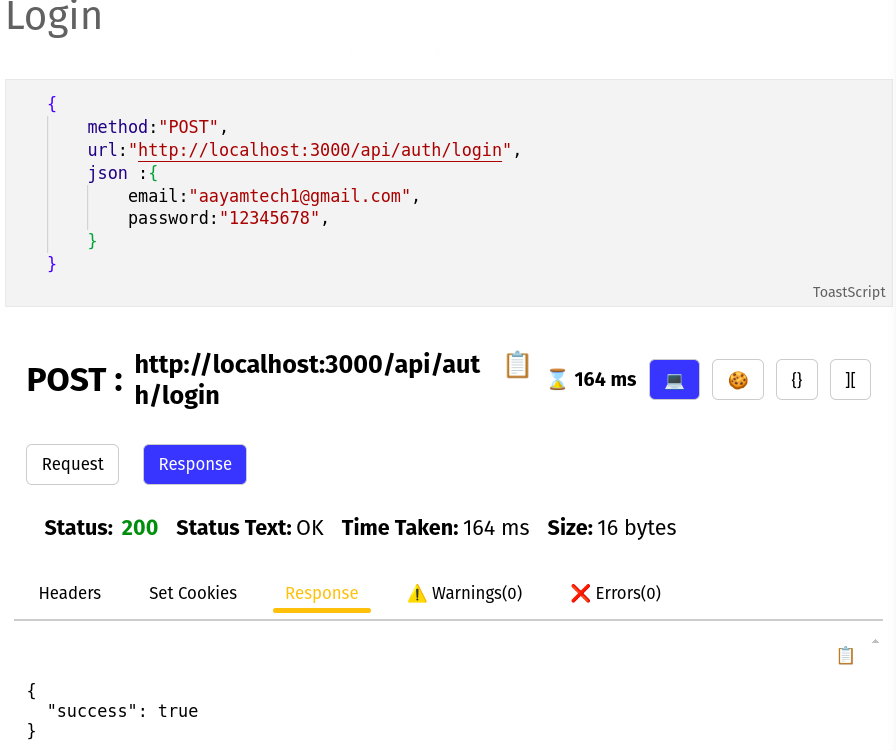 Login
{
method:"POST",
url:"http://localhost:3000/api/auth/login",
json :{
email:"aayamtech1@gmail.com",
password:"12345678",
}
}
ToastScript
POST :
http://localhost:3000/api/aut
h/login
📋
⌛ 164 ms
💻
🍪
{}
][
Request
Response
Status: 200 Status Text: OK Time Taken: 164 ms Size: 16 bytes
Headers Set Cookies Response ⚠️ Warnings(0) ❌ Errors(0)
📋
{
"success": true
}